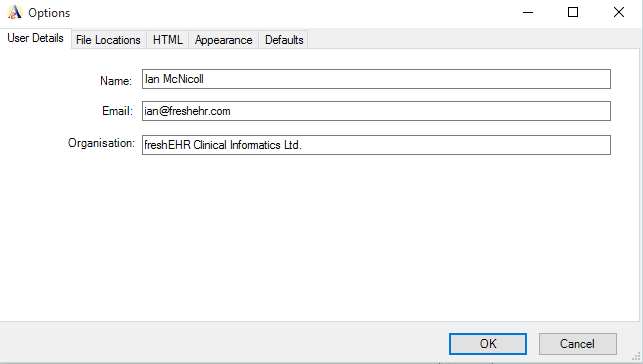 Options
User Details File Locations HTML Appearance Defaults
Name: Ian McNicoll
Email: ian@freshehr.com
Organisation: freshEHR Clinical Informatics Ltd.
OK Cancel